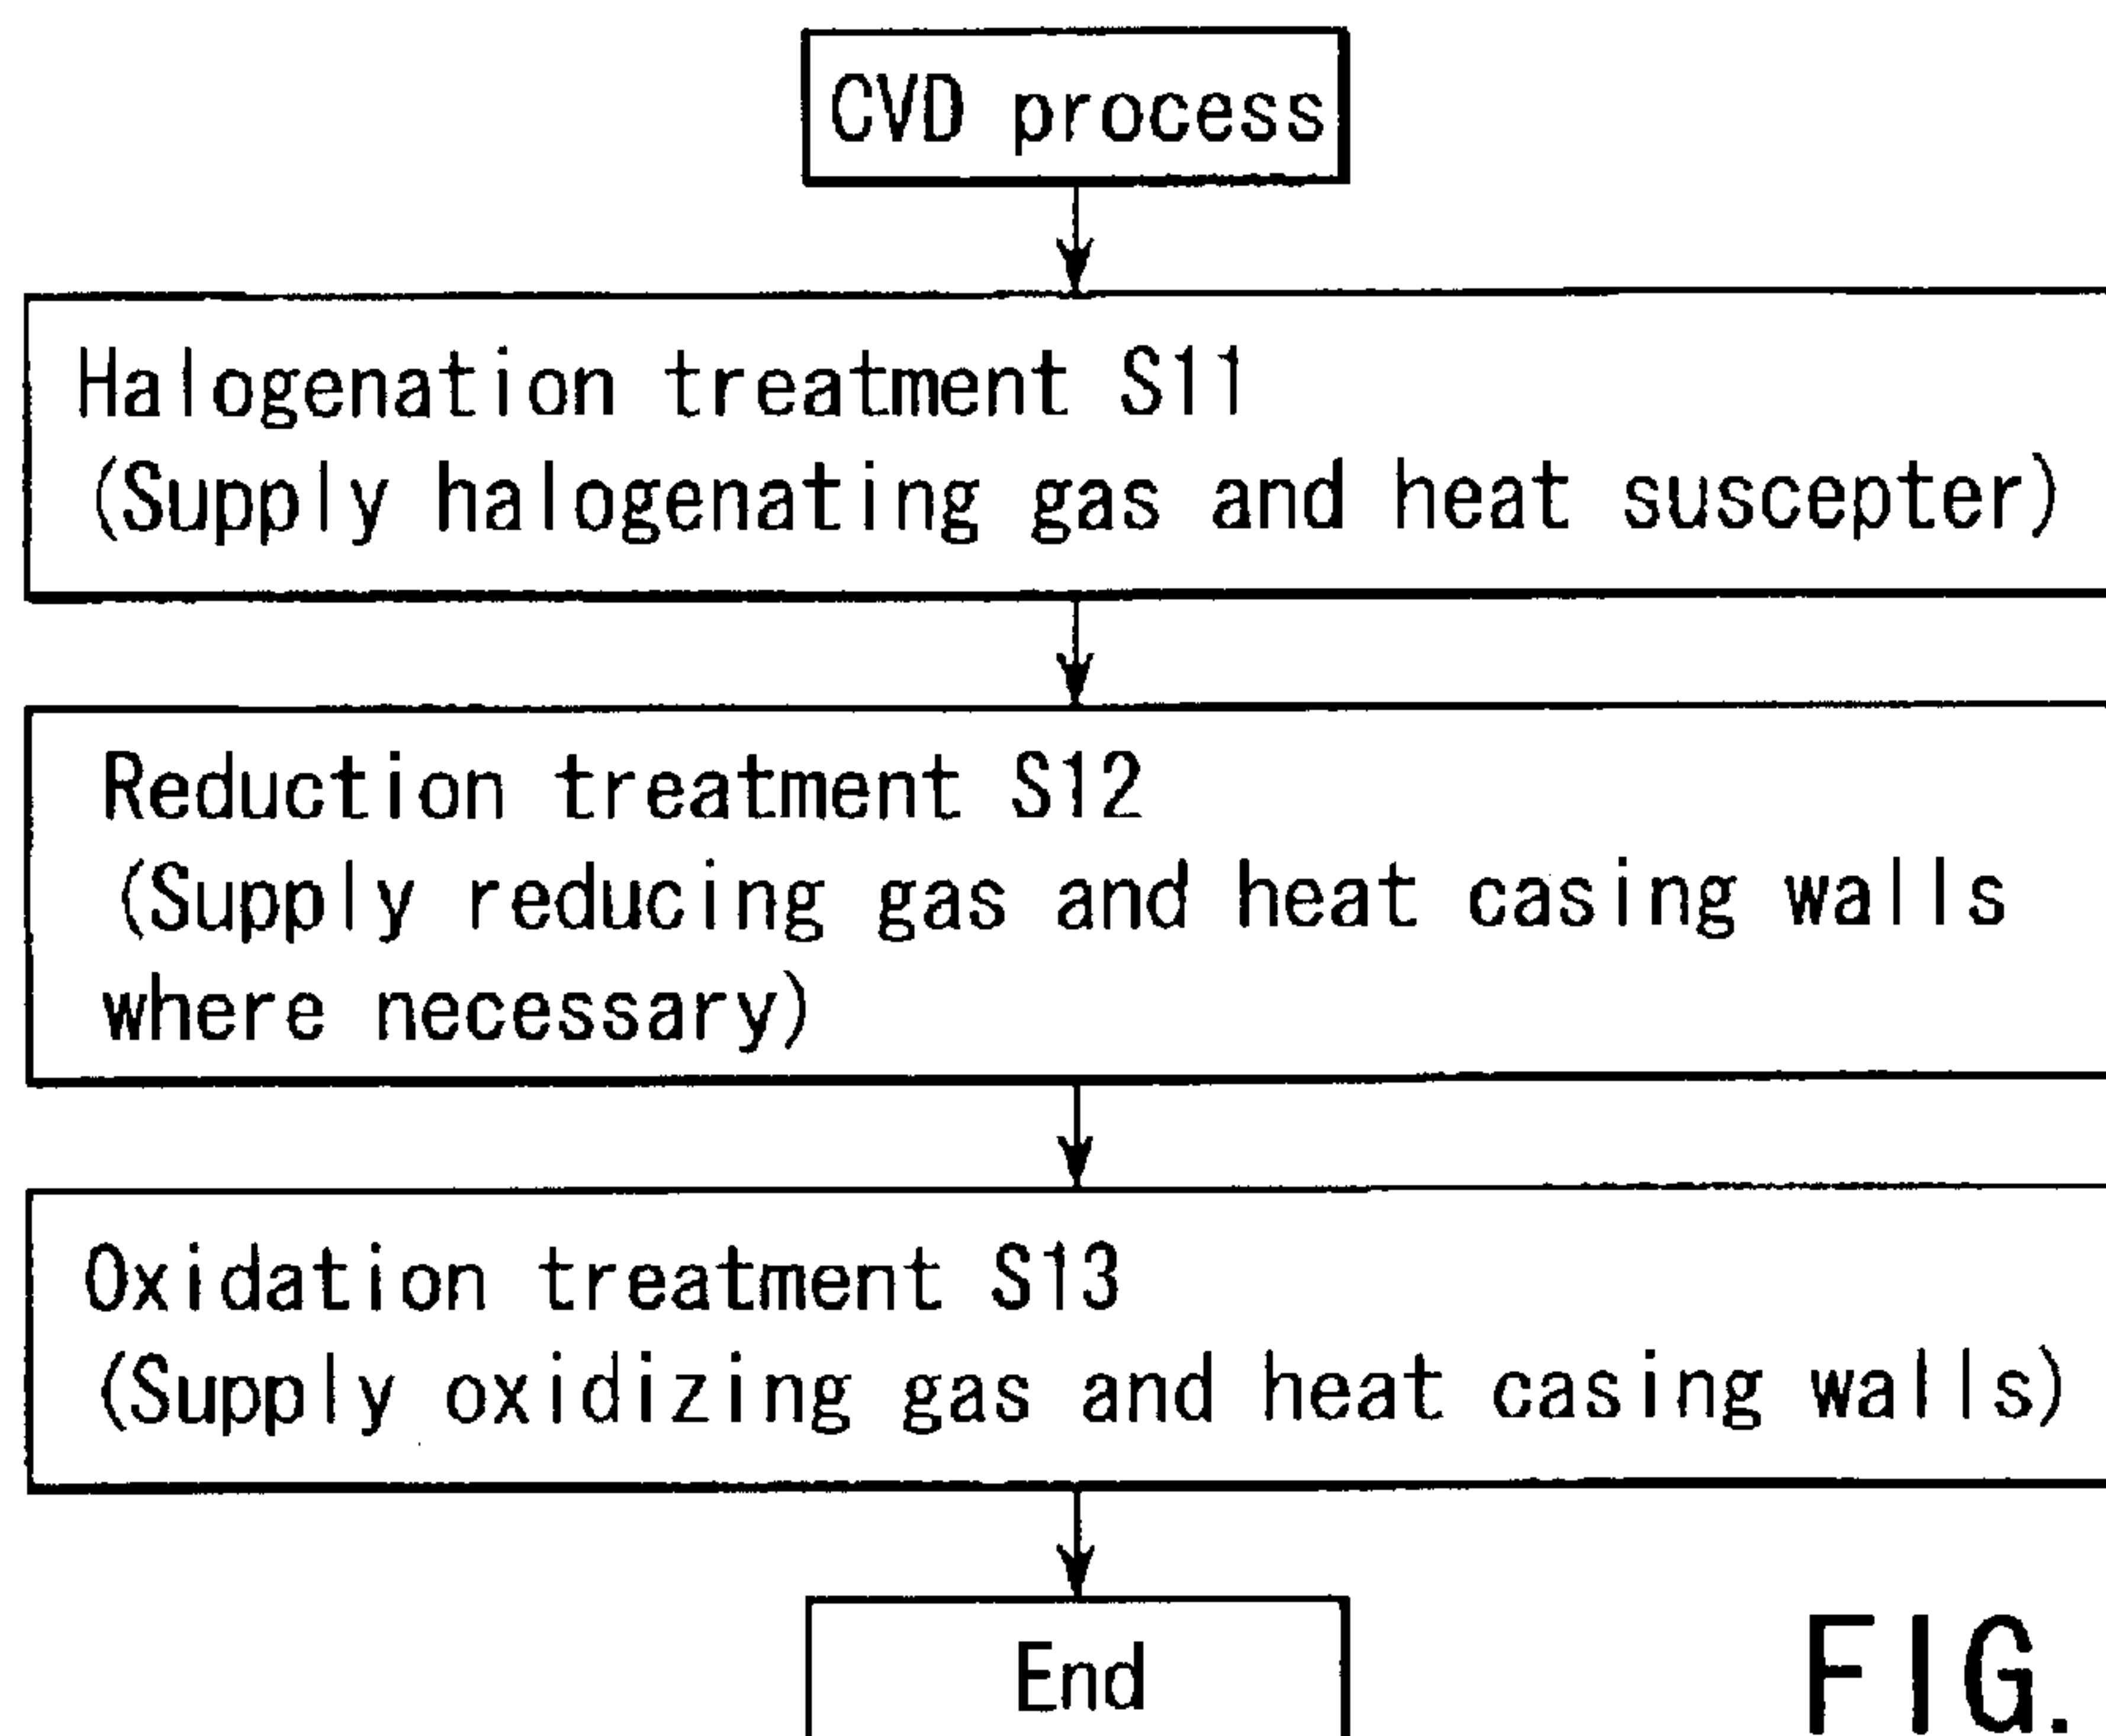 CVD process
Halogenation treatment S11
(Supply halogenating gas and heat suscepter)
Reduction treatment S12
(Supply reducing gas and heat casing walls
where necessary)
Oxidation treatment S13
(Supply oxidizing gas and heat casing walls)
End
FIG.